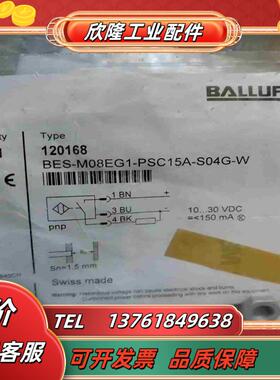 欣隆工业配件
BALLUF
Type
120168
BES-M08EG1-PSC15A-S04G-W
1 BN
3 BU
4 BK
pnp
10...30 VDC
=<150 mA
Sn=1.5 mm
Swiss made
价
客服
TEL 13761849638
可开发票 品质保障